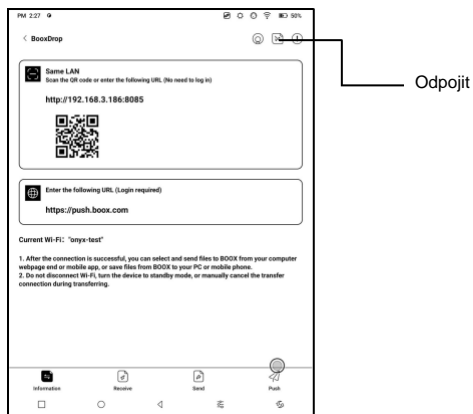 PM 2:27
50%
BooxDrop
Odpojit
Same LAN
Scan the QR code or enter the following URL (No need to log in)
http://192.168.3.186:8085
Enter the following URL (Login required)
https://push.boox.com
Current Wi-Fi: "onyx-test"
1. After the connection is successful, you can select and send files to BOOX from your computer
webpage end or mobile app, or save files from BOOX to your PC or mobile phone.
2. Do not disconnect Wi-Fi, turn the device to standby mode, or manually cancel the transfer
connection during transferring.
Information
Receive
Send
Push